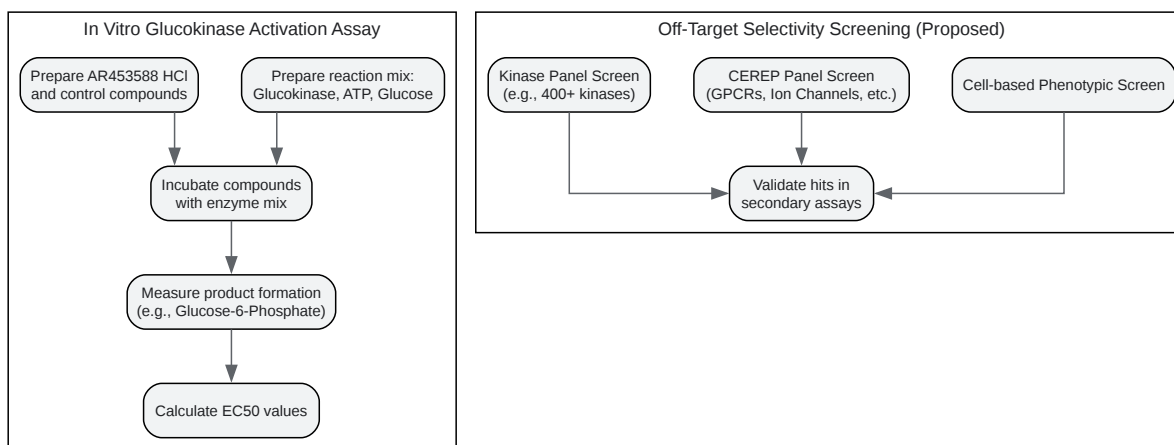 In Vitro Glucokinase Activation Assay
Prepare AR453588 HCl
and control compounds
Prepare reaction mix:
Glucokinase, ATP, Glucose
Incubate compounds
with enzyme mix
Measure product formation
(e.g., Glucose-6-Phosphate)
Calculate EC50 values
Off-Target Selectivity Screening (Proposed)
Kinase Panel Screen
(e.g., 400+ kinases)
CEREP Panel Screen
(GPCRs, Ion Channels, etc.)
Cell-based Phenotypic Screen
Validate hits in
secondary assays